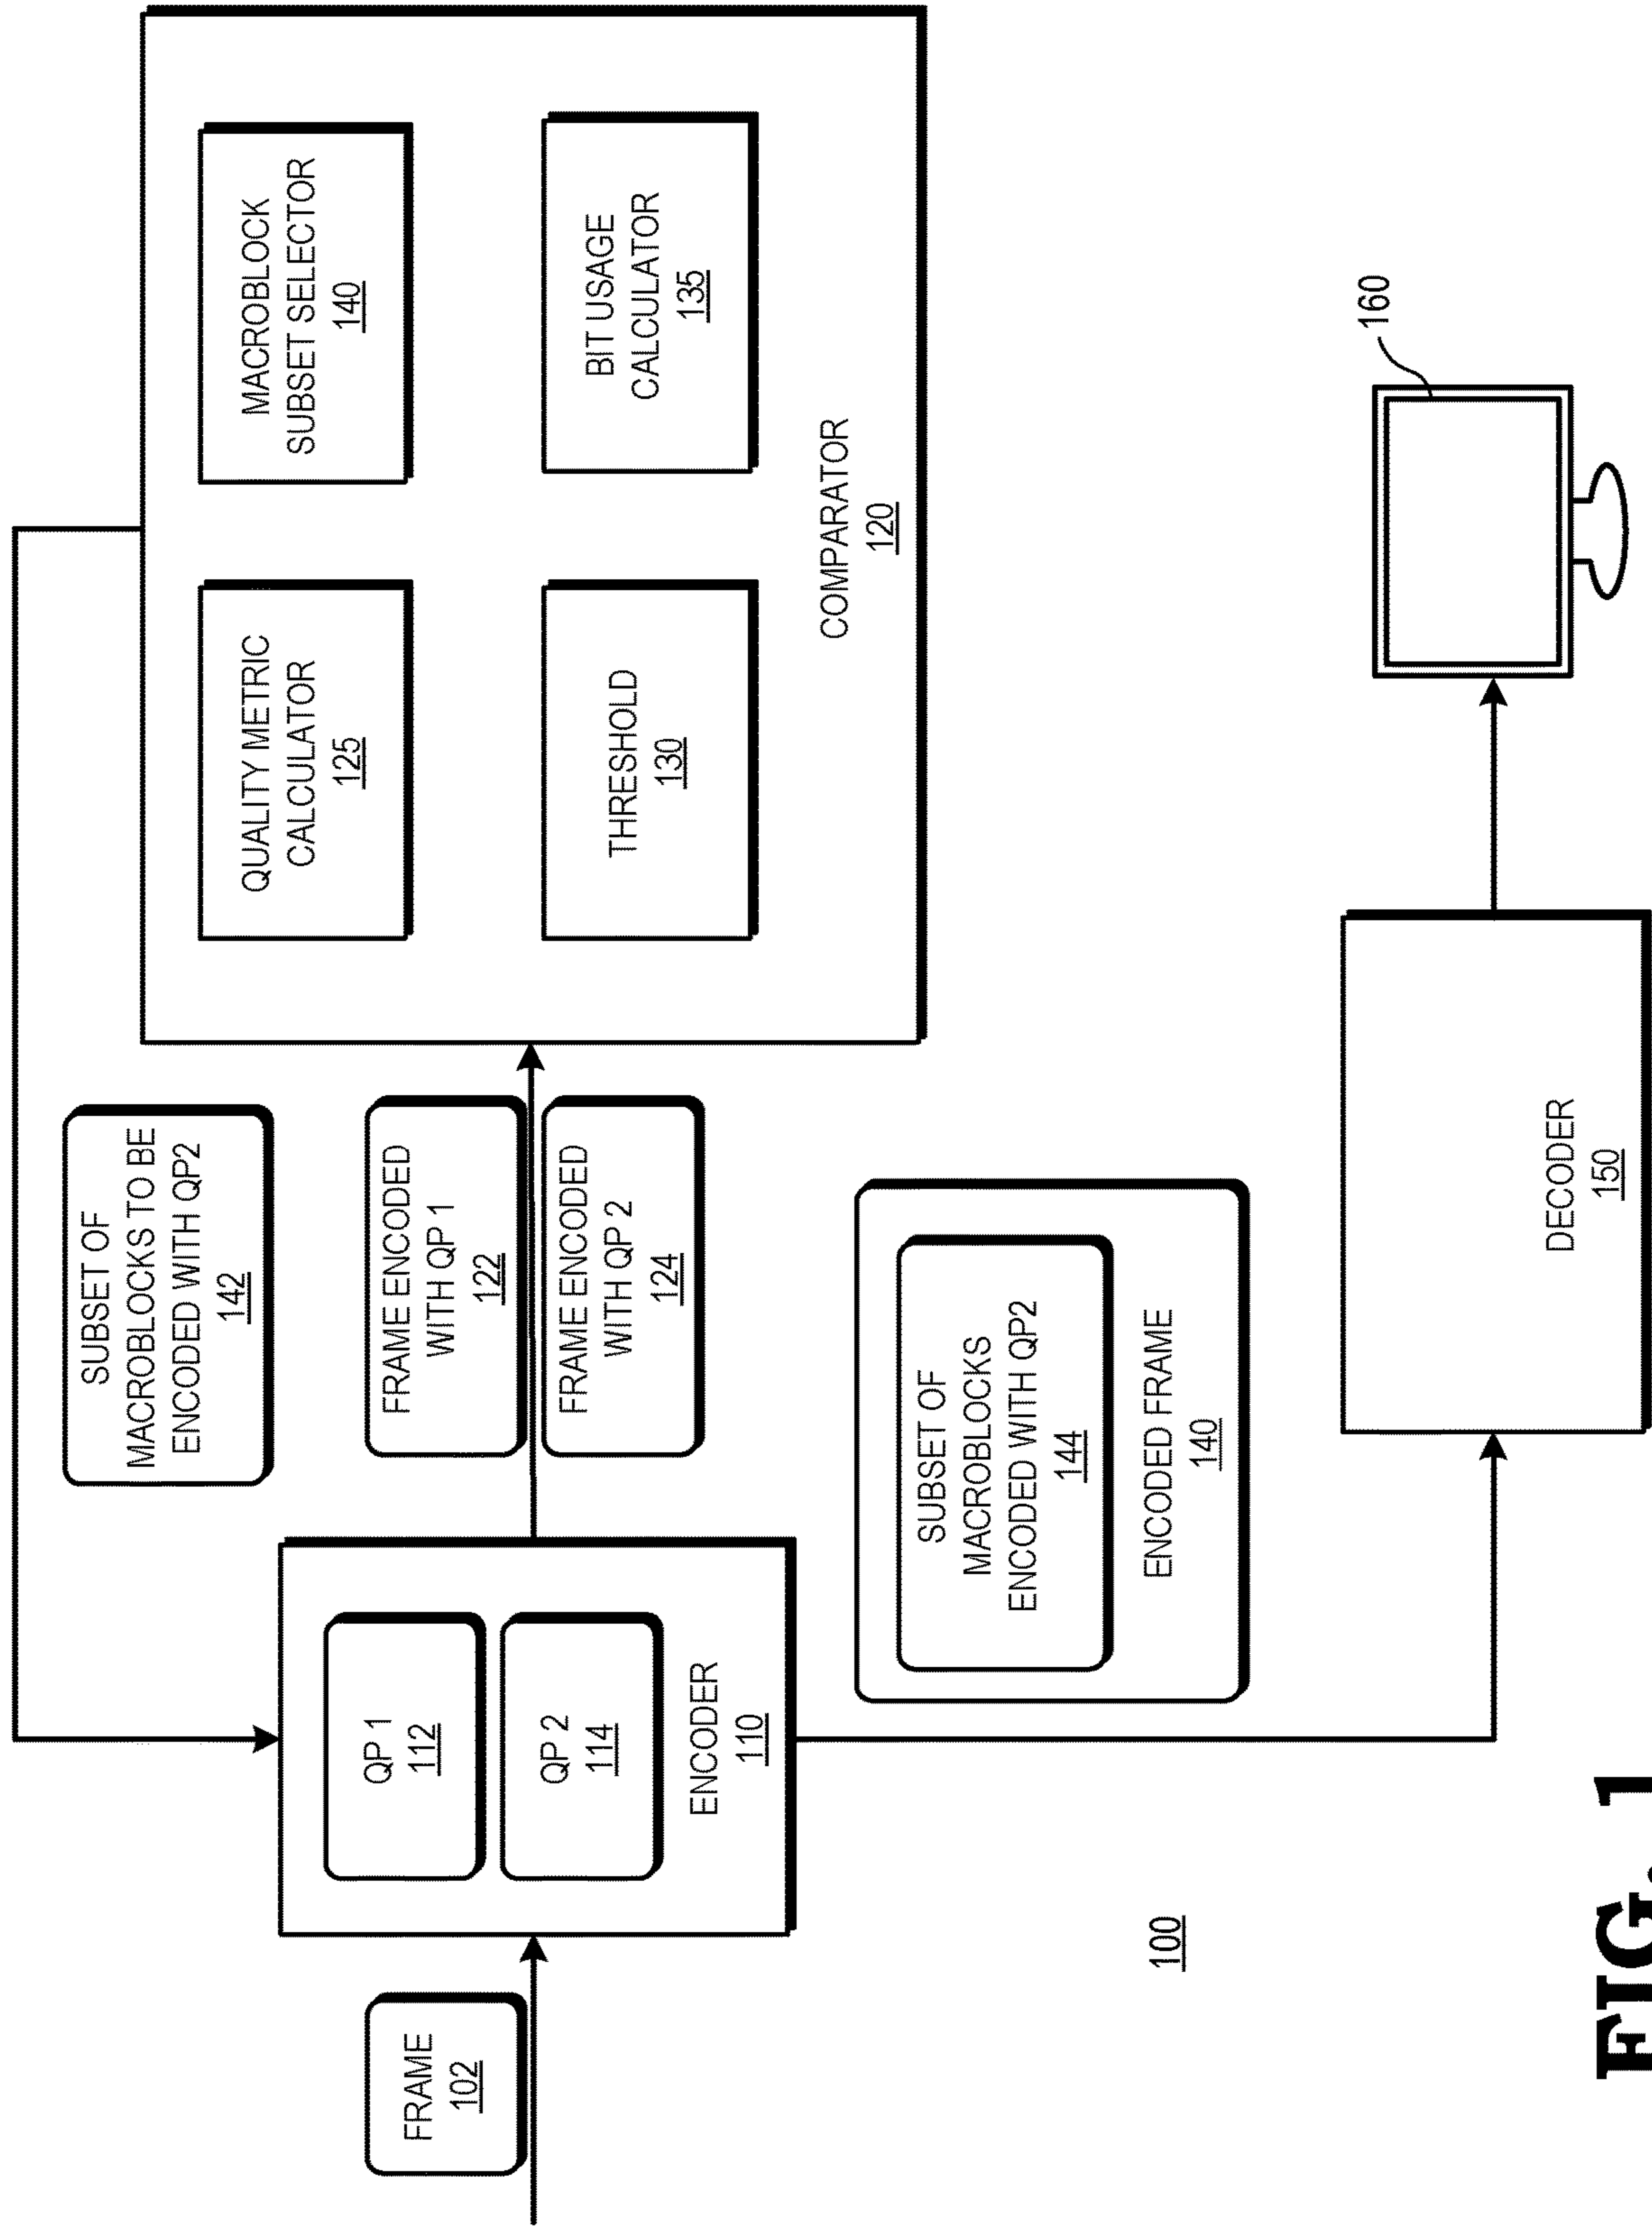 FRAME
102
QP 1
112
QP 2
114
ENCODER
110
SUBSET OF
MACROBLOCKS TO BE
ENCODED WITH QP2
142
FRAME ENCODED
WITH QP 1
122
FRAME ENCODED
WITH QP 2
124
QUALITY METRIC
CALCULATOR
125
MACROBLOCK
SUBSET SELECTOR
140
THRESHOLD
130
BIT USAGE
CALCULATOR
135
COMPARATOR
120
SUBSET OF
MACROBLOCKS
ENCODED WITH QP2
144
ENCODED FRAME
140
100
DECODER
150
160
FIG. 1